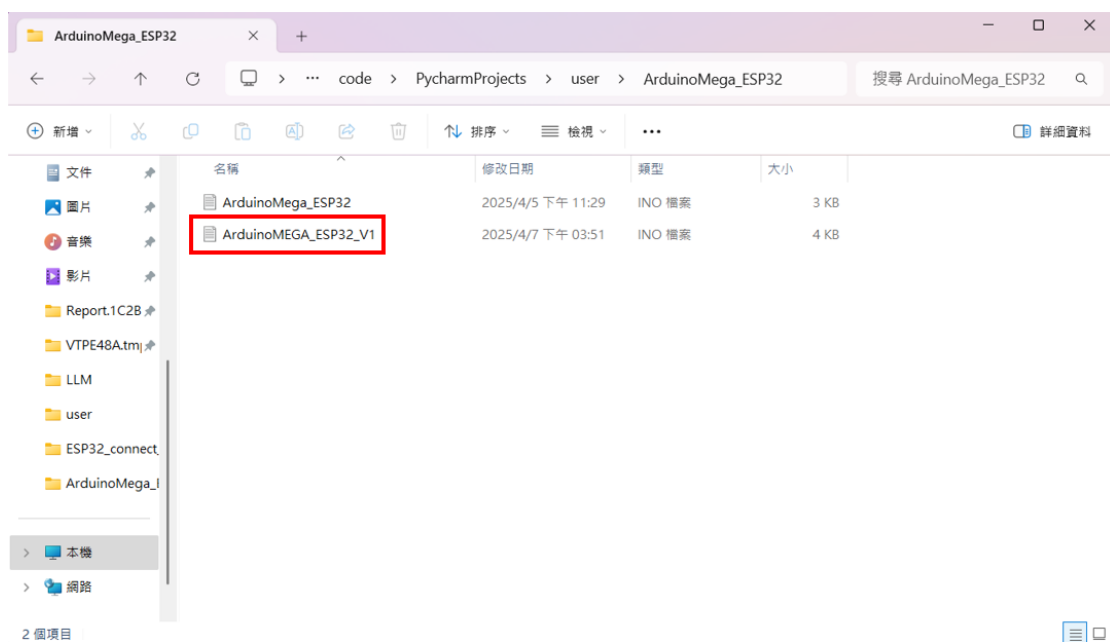 ArduinoMega_ESP32
code > PycharmProjects > user > ArduinoMega_ESP32
搜尋 ArduinoMega_ESP32
新增 排序 檢視 詳細資料
名稱 修改日期 類型 大小
ArduinoMega_ESP32 2025/4/5 下午 11:29 INO 檔案 3 KB
ArduinoMEGA_ESP32_V1 2025/4/7 下午 03:51 INO 檔案 4 KB
文件
圖片
音樂
影片
Report.1C2B
VTPE48A.tm
LLM
user
ESP32_connect_
ArduinoMega_
本機
網路
2 個項目